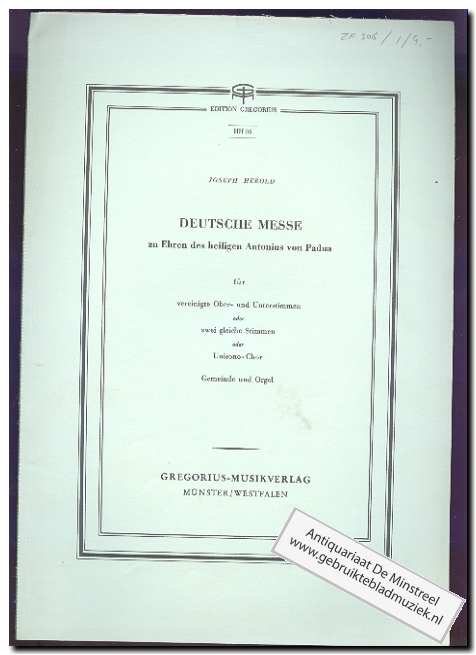 ZF 306 / 1 / 9.-
EDITION GREGORIUS
JOSEPH HEROLD
DEUTSCHE MESSE
zu Ehren des heiligen Antonius von Padua
für
vereinigte Ober- und Unterstimmen
oder
zwei gleiche Stimmen
oder
Unisono-Chor
Gemeinde und Orgel
GREGORIUS-MUSIKVERLAG
MÜNSTER/WESTFALEN
Antiquariaat De Minstreel
www.gebruiktebladmuziek.nl